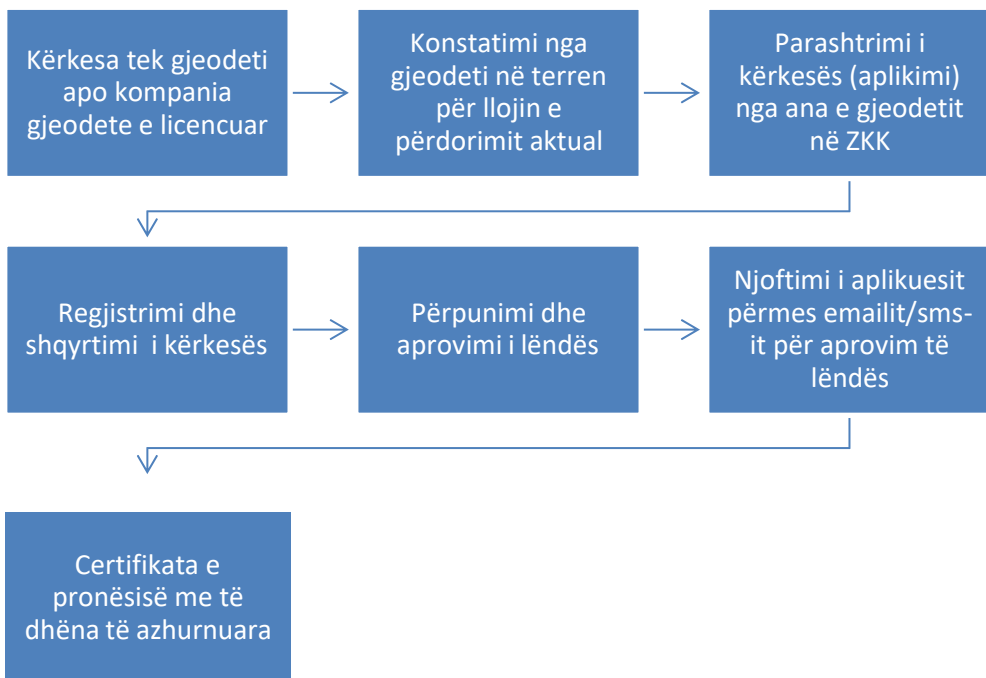 Kërkesa tek gjeodeti
apo kompania
gjeodete e licencuar
Konstatimi nga
gjeodeti në terren
për llojin e
përdorimit aktual
Parashtrimi i
kërkesës (aplikimi)
nga ana e gjeodetit
në ZKK
Regjistrimi dhe
shqyrtimi i kërkesës
Përpunimi dhe
aprovimi i lëndës
Njoftimi i aplikuesit
përmes emailit/sms-
it për aprovim të
lëndës
Certifikata e
pronësisë me të
dhëna të azhurnuara